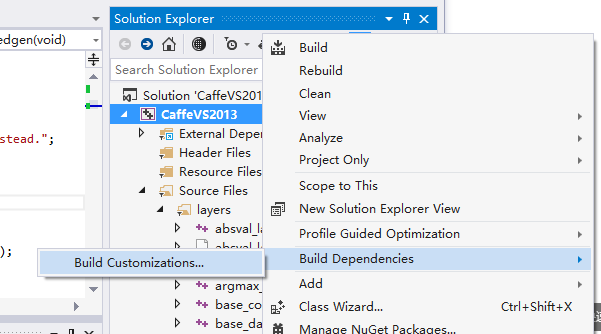 edgen(void)
stead.";
);
Solution Explorer
Search Solution Explorer
Solution 'CaffeVS201
CaffeVS2013
External Depe
Header Files
Resource Files
Source Files
layers
absval_la
absval_la
argmax_
base_co
base_da
Build Customizations...
Build
Rebuild
Clean
View
Analyze
Project Only
Scope to This
New Solution Explorer View
Profile Guided Optimization
Build Dependencies
Add
Class Wizard...
Ctrl+Shift+X
Manage NuGet Packages...